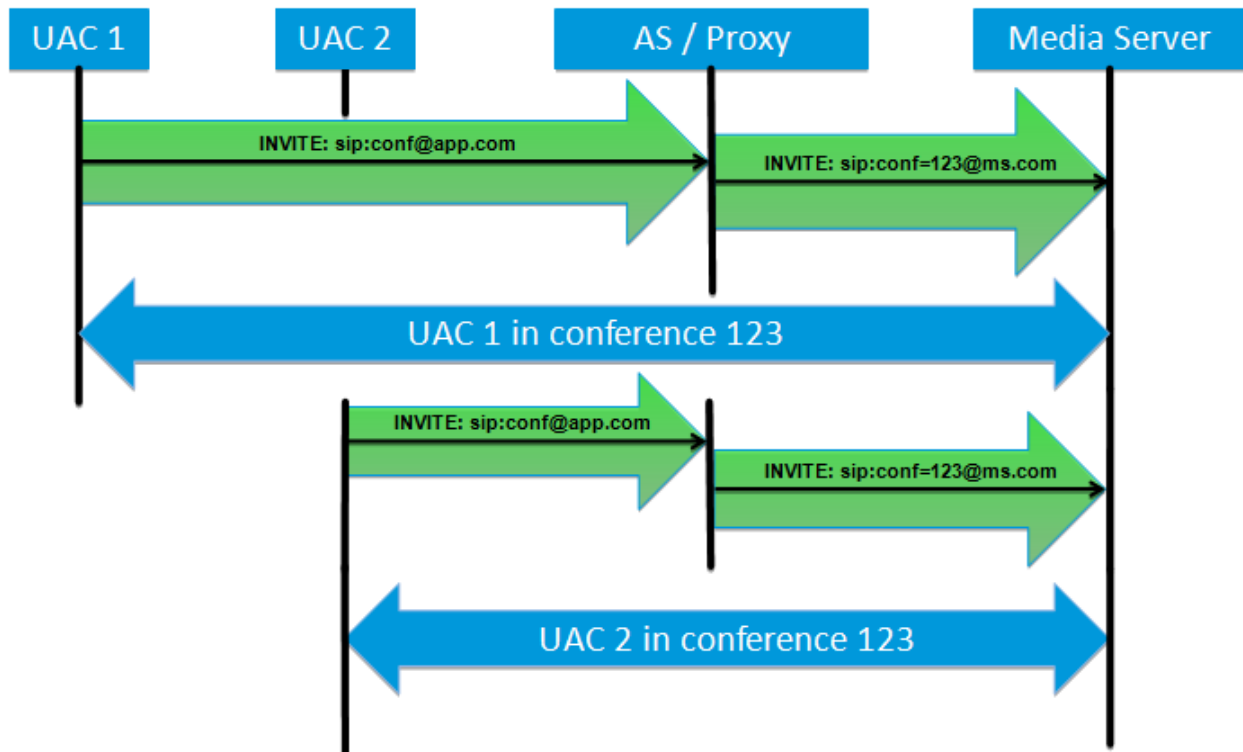 UAC 1
UAC 2
AS / Proxy
Media Server
INVITE: sip:conf@app.com
INVITE: sip:conf=123@ms.com
UAC 1 in conference 123
INVITE: sip:conf@app.com
INVITE: sip:conf=123@ms.com
UAC 2 in conference 123